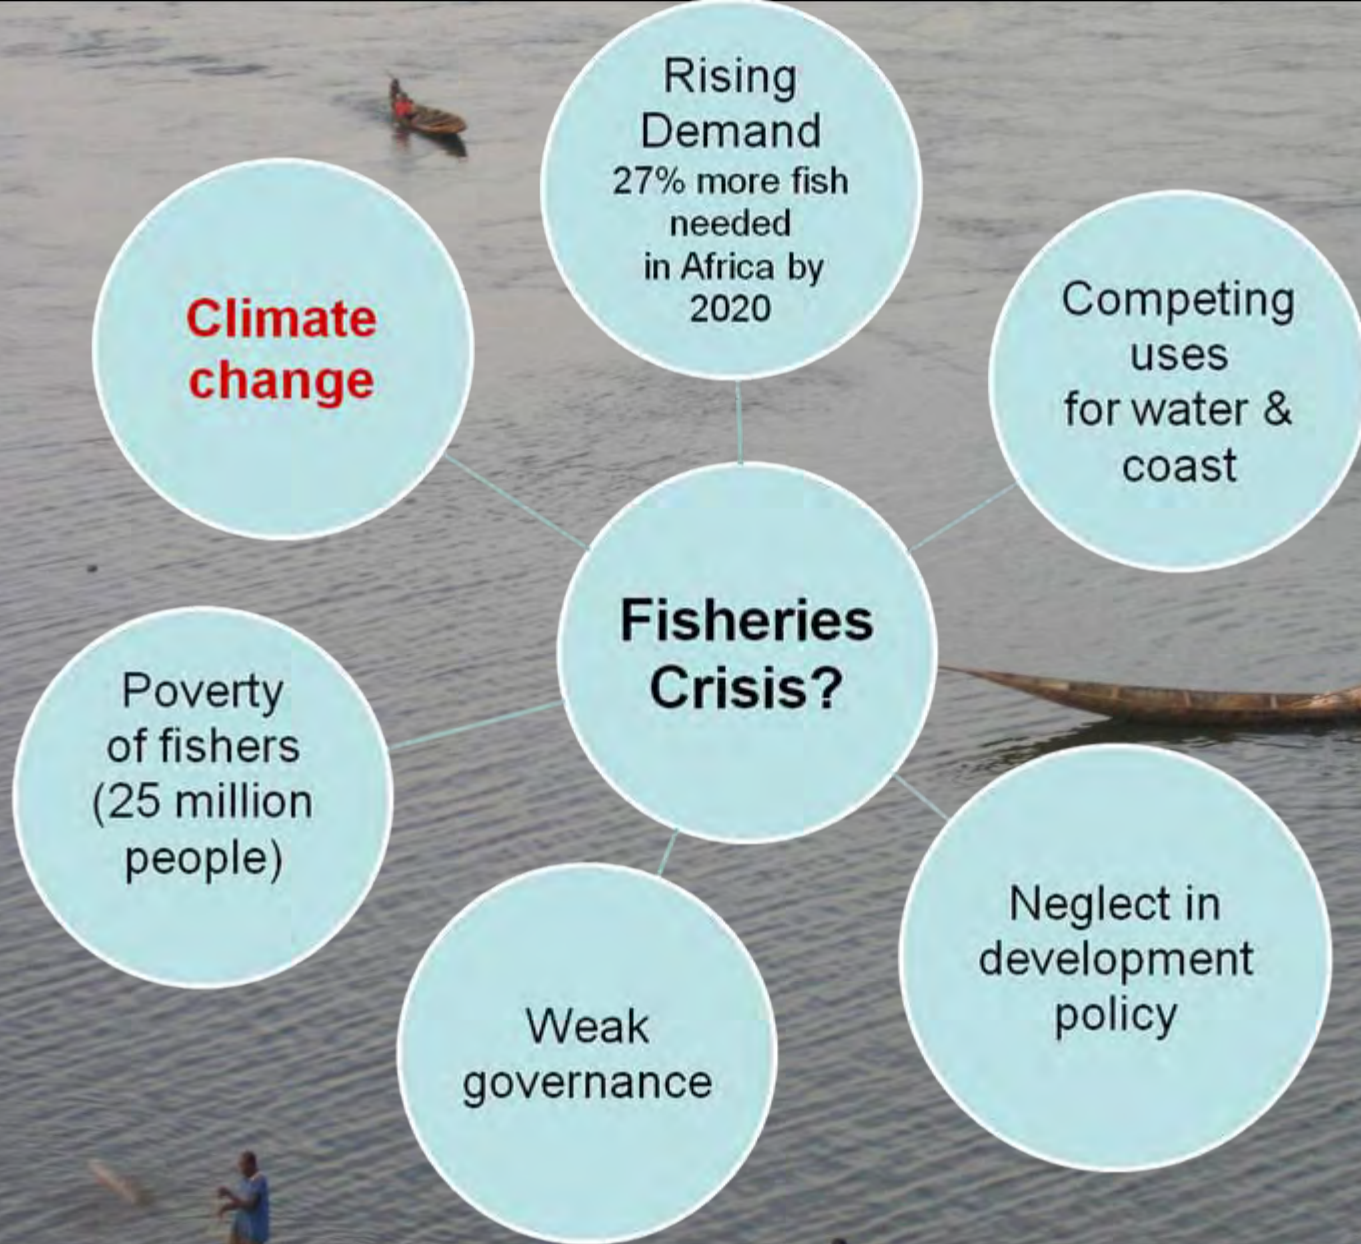 Rising
Demand
27% more fish
needed
in Africa by
2020
Climate
change
Competing
uses
for water &
coast
Fisheries
Crisis?
Poverty
of fishers
(25 million
people)
Neglect in
development
policy
Weak
governance